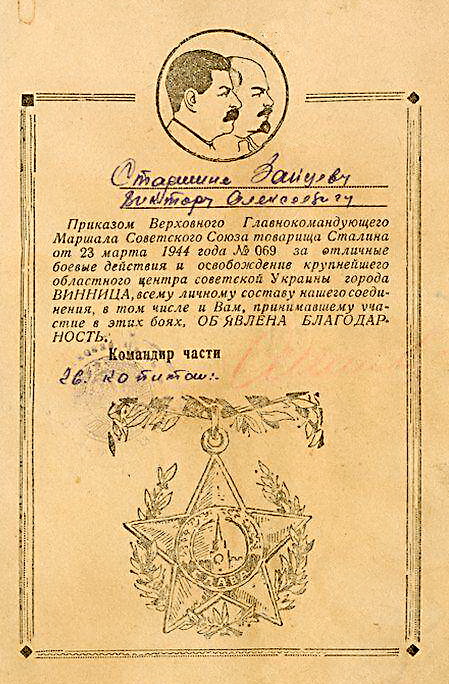 Старшине Зайцеву
Виктору Алексеевичу
Приказом Верховного Главнокомандующего
Маршала Советского Союза товарища Сталина
от 23 марта 1944 года № 069 за отличные
боевые действия и освобождение крупнейшего
областного центра советской Украины города
ВИННИЦА, всему личному составу нашего соеди-
нения, в том числе и Вам, принимавшему уча-
стие в этих боях, ОБ'ЯВЛЕНА БЛАГОДАР-
НОСТЬ.
Командир части